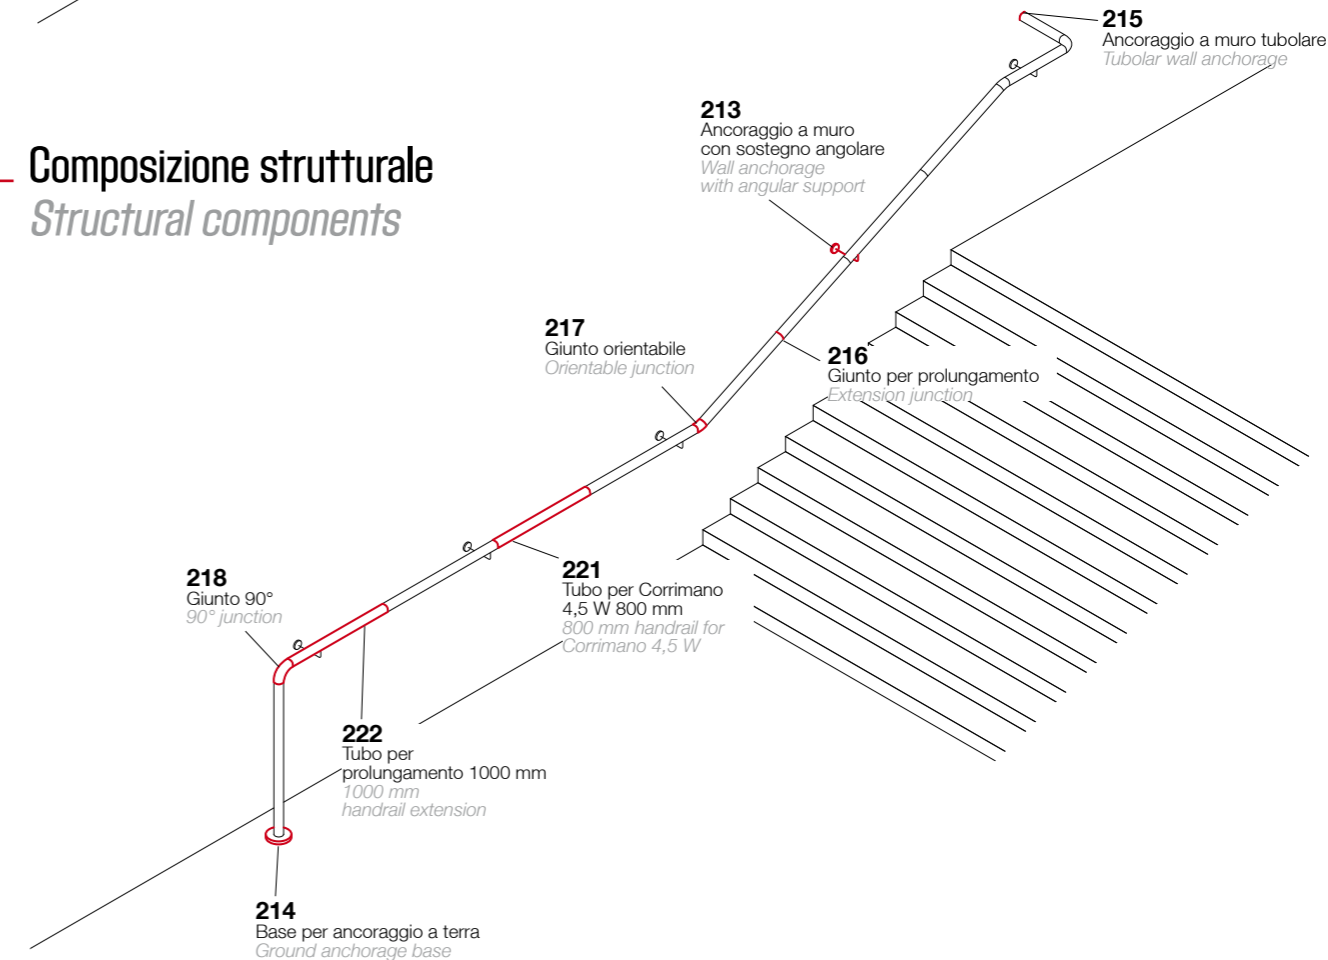 Composizione strutturale
Structural components
215
Ancoraggio a muro tubolare
Tubolar wall anchorage
213
Ancoraggio a muro
con sostegno angolare
Wall anchorage
with angular support
217
Giunto orientabile
Orientable junction
216
Giunto per prolungamento
Extension junction
221
Tubo per Corrimano
4,5 W 800 mm
800 mm handrail for
Corrimano 4,5 W
218
Giunto 90°
90° junction
222
Tubo per
prolungamento 1000 mm
1000 mm
handrail extension
214
Base per ancoraggio a terra
Ground anchorage base